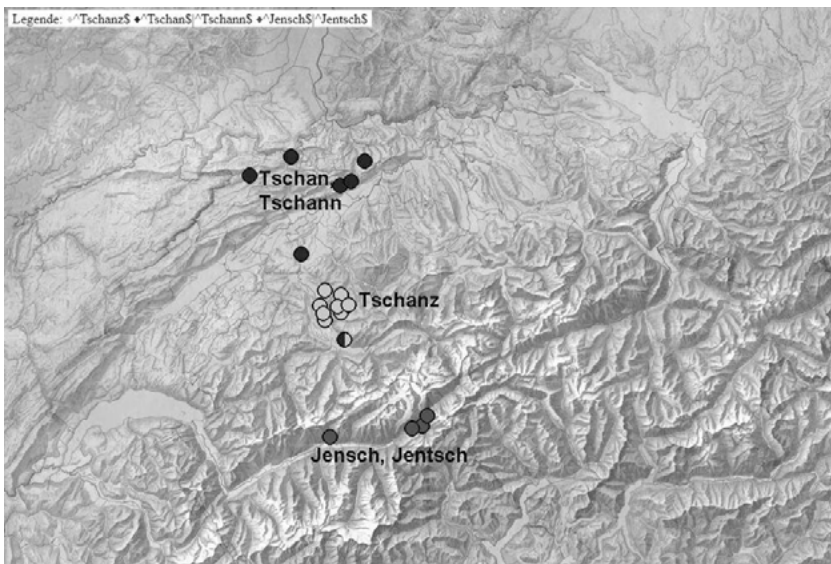 Legende: ♦^Tschanz$ ♦^Tschan$|^Tschann$ ♦^Jensch$|^Jentsch$
Tschan,
Tschann
Tschanz
Jensch, Jentsch